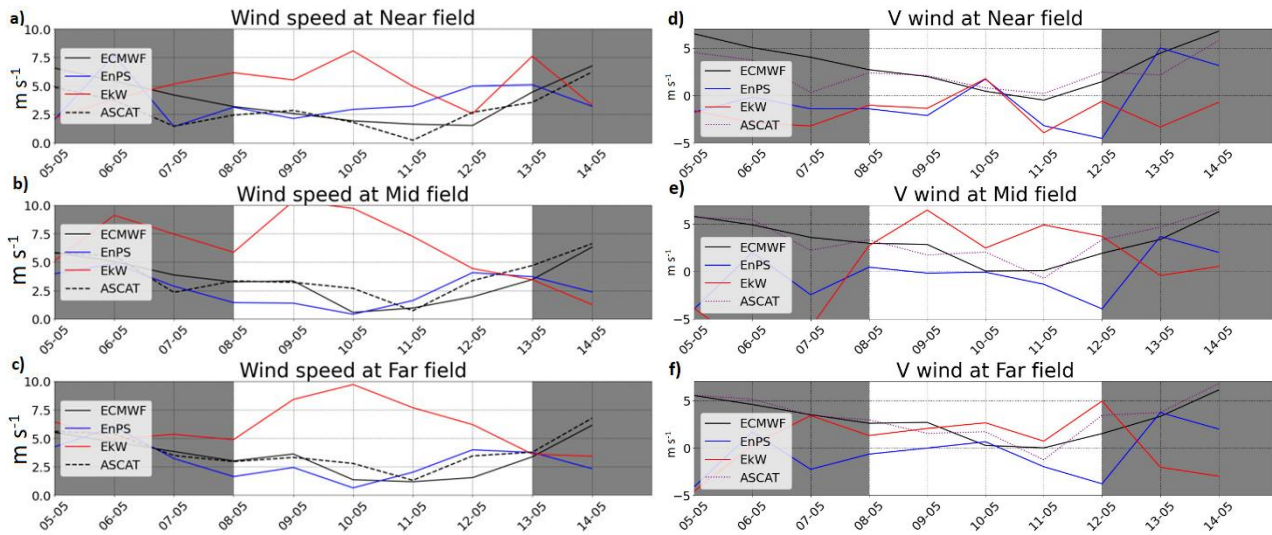 a) Wind speed at Near field
10.0
7.5
5.0
2.5
0.0
m s⁻¹
ECMWF
EnPS
EkW
ASCAT
05-05 06-05 07-05 08-05 09-05 10-05 11-05 12-05 13-05 14-05
b) Wind speed at Mid field
10.0
7.5
5.0
2.5
0.0
m s⁻¹
ECMWF
EnPS
EkW
ASCAT
05-05 06-05 07-05 08-05 09-05 10-05 11-05 12-05 13-05 14-05
c) Wind speed at Far field
10.0
7.5
5.0
2.5
0.0
m s⁻¹
ECMWF
EnPS
EkW
ASCAT
05-05 06-05 07-05 08-05 09-05 10-05 11-05 12-05 13-05 14-05
d) V wind at Near field
5
0
−5
m s⁻¹
ECMWF
EnPS
EkW
ASCAT
05-05 06-05 07-05 08-05 09-05 10-05 11-05 12-05 13-05 14-05
e) V wind at Mid field
5
0
−5
m s⁻¹
ECMWF
EnPS
EkW
ASCAT
05-05 06-05 07-05 08-05 09-05 10-05 11-05 12-05 13-05 14-05
f) V wind at Far field
5
0
−5
m s⁻¹
ECMWF
EnPS
EkW
ASCAT
05-05 06-05 07-05 08-05 09-05 10-05 11-05 12-05 13-05 14-05